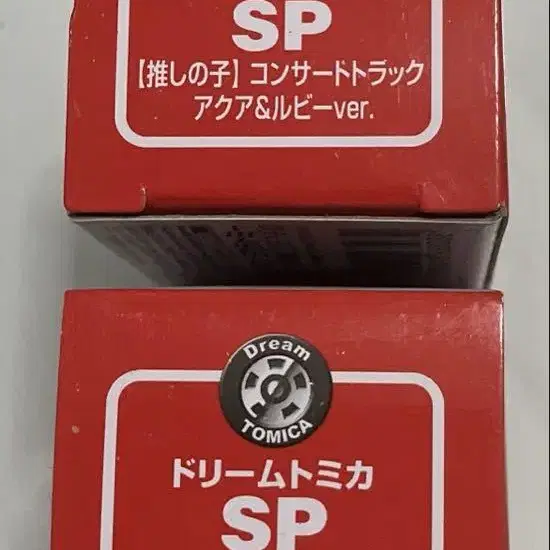 SP
【推しの子】コンサートトラック
アクア&ルビーver.
Dream
TOMICA
ドリームトミカ
SP